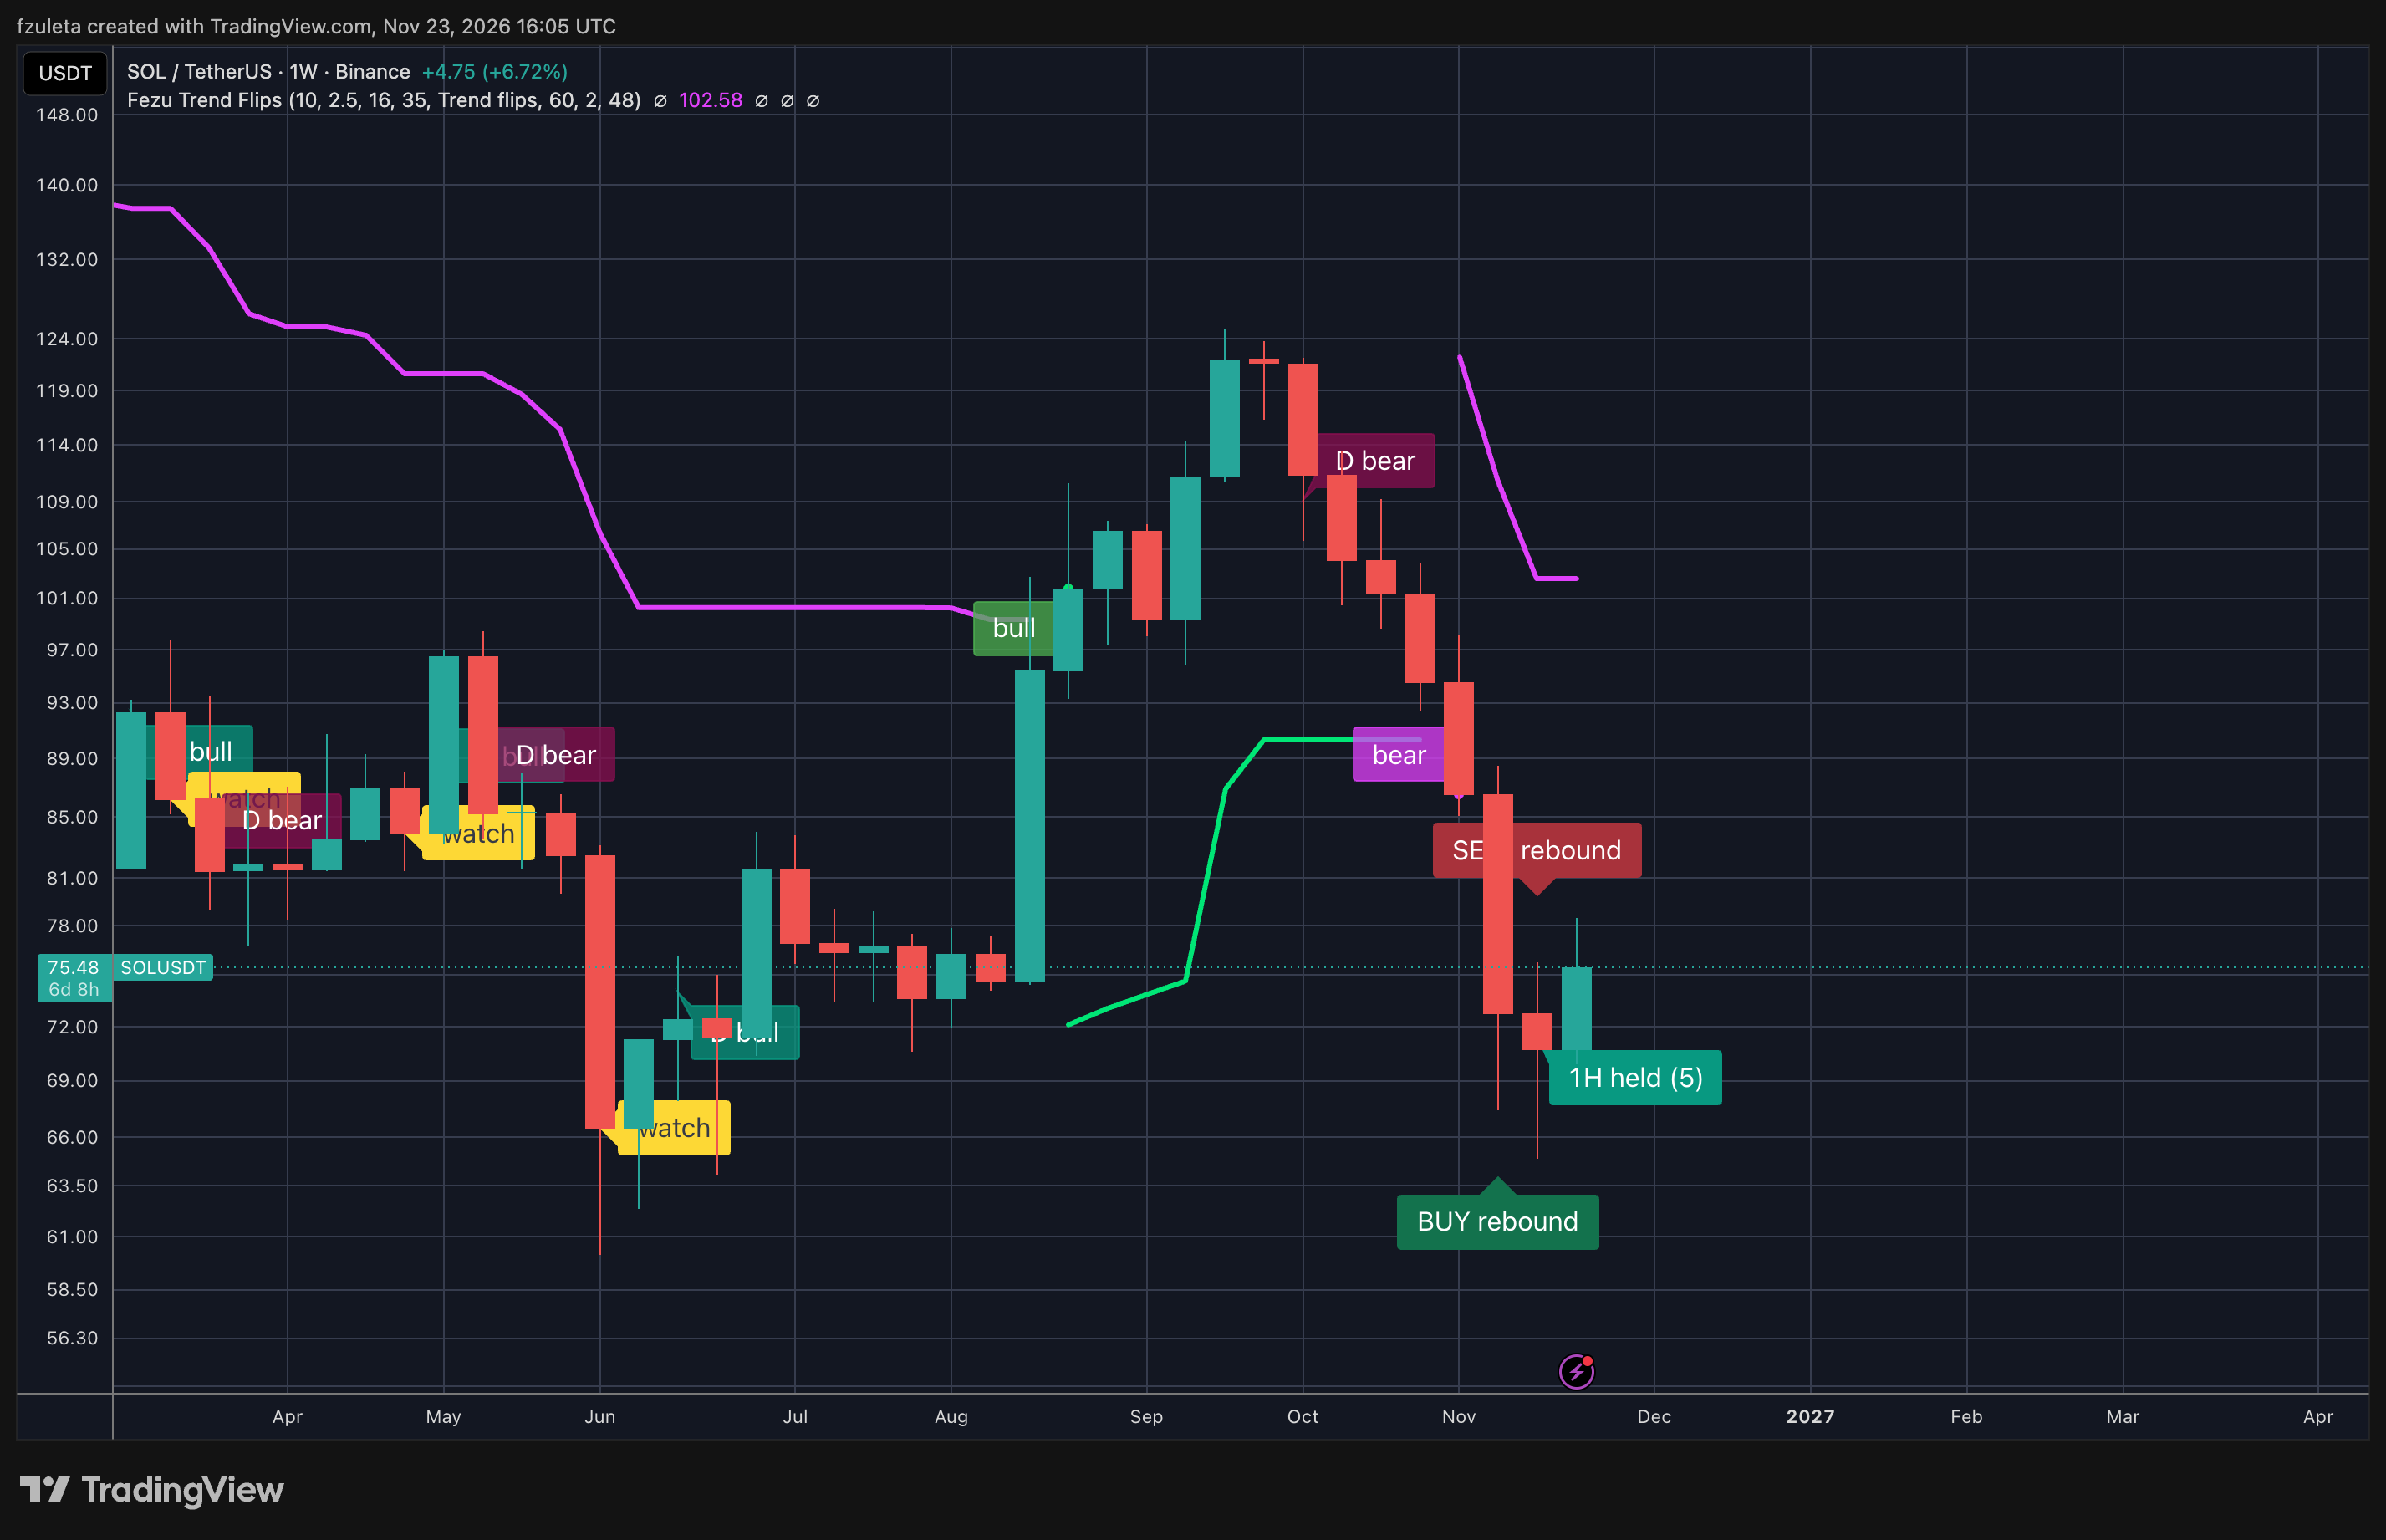 fzuleta created with TradingView.com, Nov 23, 2026 16:05 UTC
USDT
SOL / TetherUS · 1W · Binance +4.75 (+6.72%)
Fezu Trend Flips (10, 2.5, 16, 35, Trend flips, 60, 2, 48) ∅ 102.58 ∅ ∅ ∅
148.00
140.00
132.00
124.00
119.00
114.00
109.00
105.00
101.00
97.00
93.00
89.00
85.00
81.00
78.00
75.48 SOLUSDT
6d 8h
72.00
69.00
66.00
63.50
61.00
58.50
56.30
D bear
bull
bull
watch
D bear
bull
D bear
watch
bear
SE rebound
D bull
watch
1H held (5)
BUY rebound
Apr May Jun Jul Aug Sep Oct Nov Dec 2027 Feb Mar Apr
TradingView